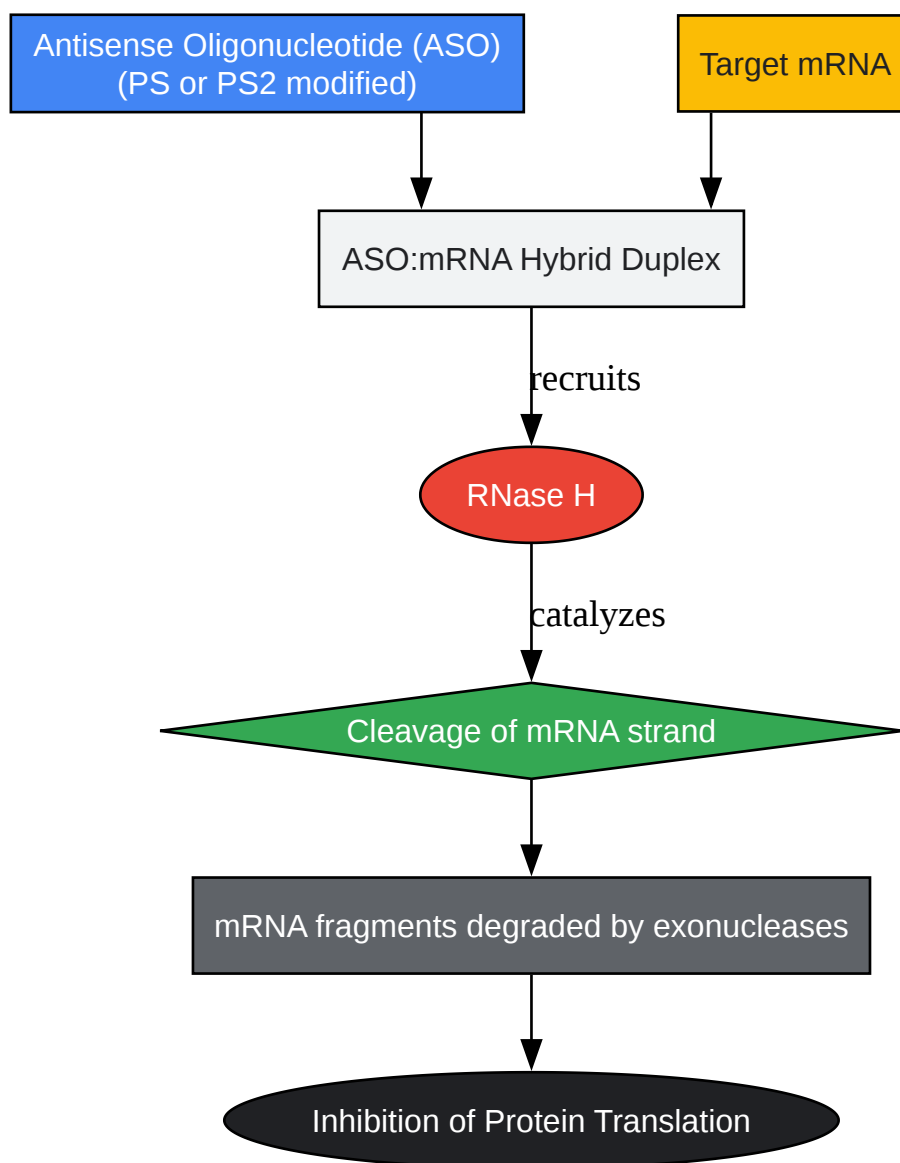 Antisense Oligonucleotide (ASO)
(PS or PS2 modified)
Target mRNA
ASO:mRNA Hybrid Duplex
recruits
RNase H
catalyzes
Cleavage of mRNA strand
mRNA fragments degraded by exonucleases
Inhibition of Protein Translation